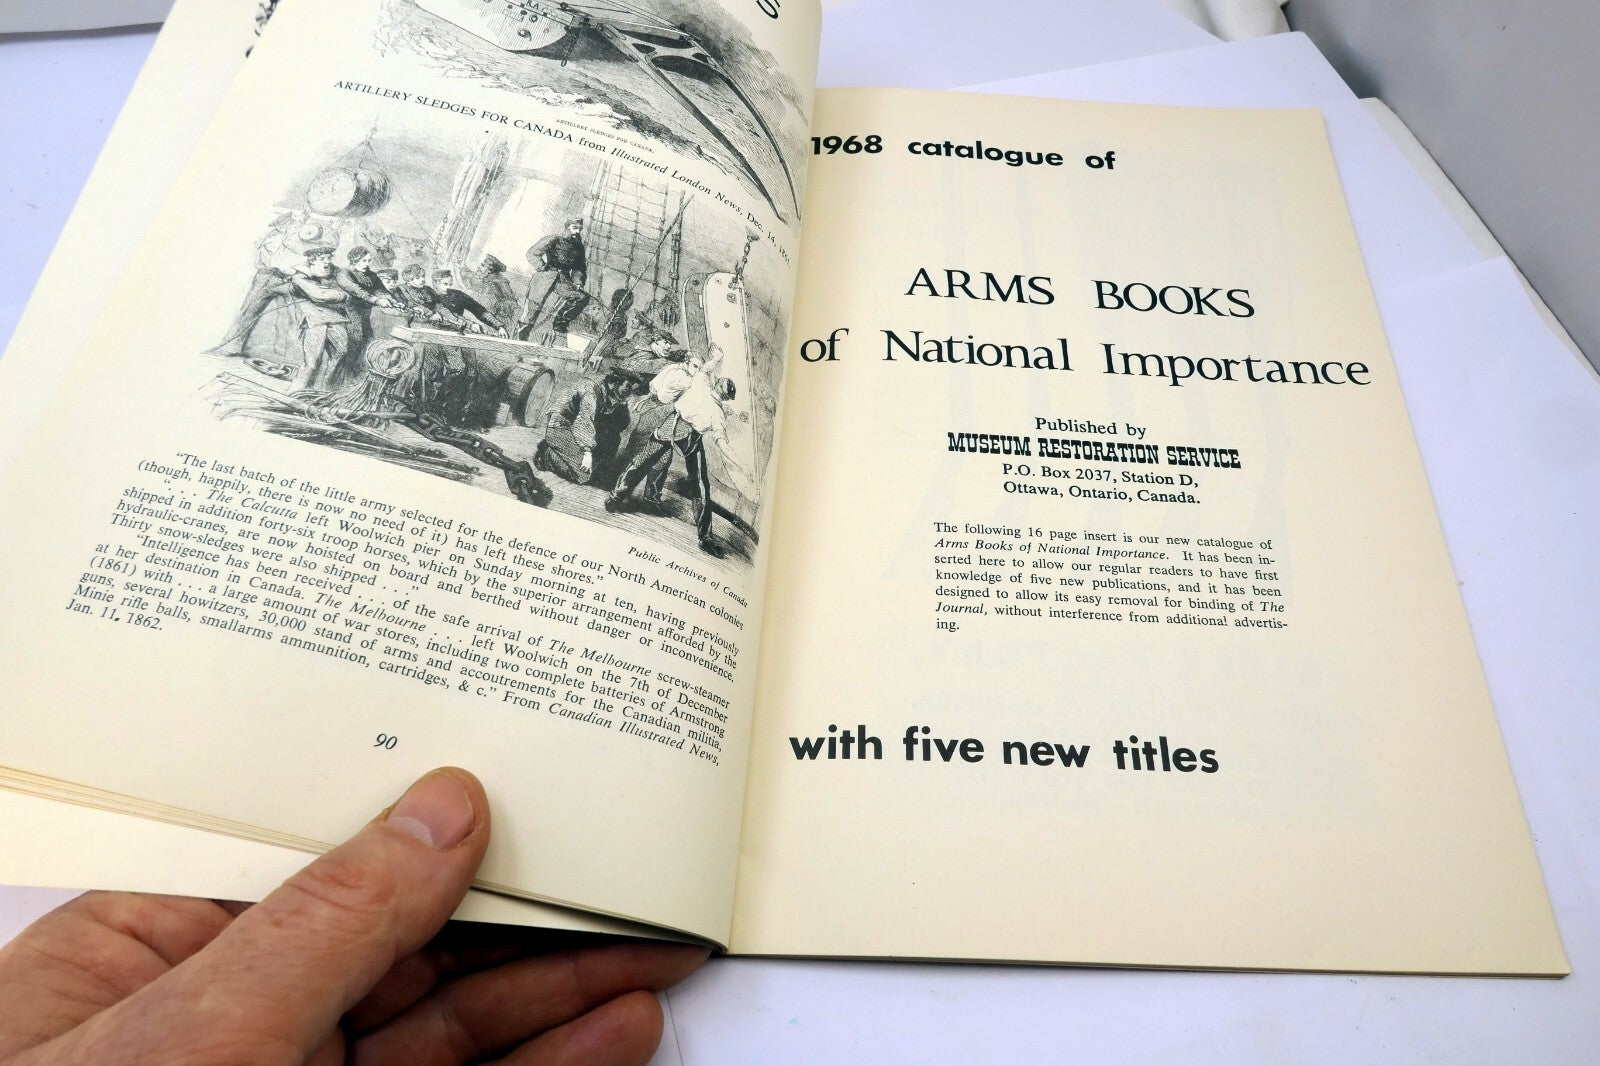 ARTILLERY SLEDGES FOR CANADA.
ARTILLERY SLEDGES FOR CANADA from Illustrated London News, Dec. 14, 1861
Public Archives of Canada
"The last batch of the little army selected for the defence of our North American colonies
(though, happily, there is now no need of it) has left these shores."
". . . The Calcutta left Woolwich pier on Sunday morning at ten, having previously
shipped in addition forty-six troop horses, which by the superior arrangement afforded by the
hydraulic-cranes, are now hoisted on board and berthed without danger or inconvenience.
Thirty snow-sledges were also shipped . . . ."
"Intelligence has been received . . . of the safe arrival of The Melbourne screw-steamer
at her destination in Canada. The Melbourne . . . left Woolwich on the 7th of December
(1861) with . . . a large amount of war stores, including two complete batteries of Armstrong
guns, several howitzers, 30,000 stand of arms and accoutrements for the Canadian militia,
Minie rifle balls, smallarms ammunition, cartridges, & c." From Canadian Illustrated News,
Jan. 11, 1862.
90
1968 catalogue of
ARMS BOOKS
of National Importance
Published by
MUSEUM RESTORATION SERVICE
P.O. Box 2037, Station D,
Ottawa, Ontario, Canada.
The following 16 page insert is our new catalogue of
Arms Books of National Importance. It has been in-
serted here to allow our regular readers to have first
knowledge of five new publications, and it has been
designed to allow its easy removal for binding of The
Journal, without interference from additional advertis-
ing.
with five new titles